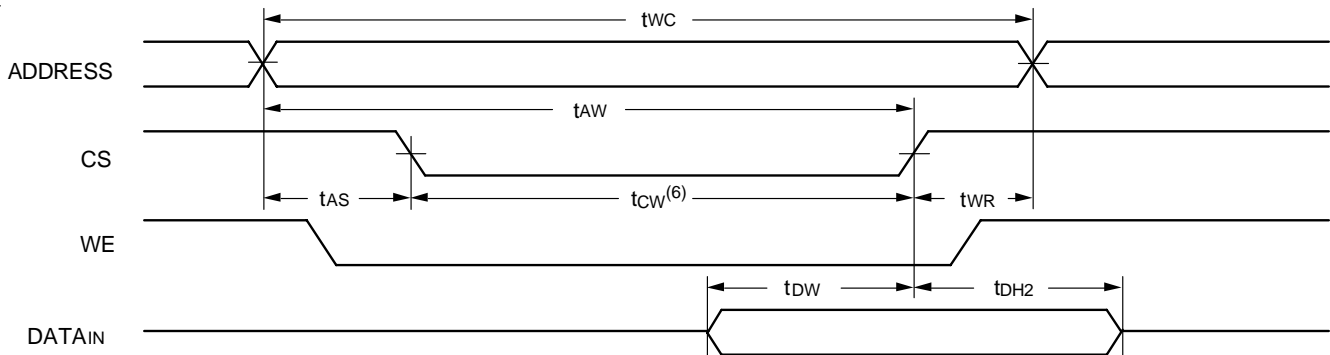 tWC
ADDRESS
tAW
CS
tAS
tCW(6)
tWR
WE
tDW
tDH2
DATAIN